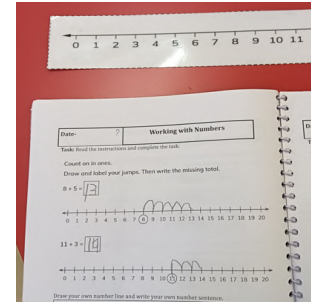 0 1 2 3 4 5 6 7 8 9 10 11
Date- ? Working with Numbers
Task: Read the instructions and complete the task.
Count on in ones.
Draw and label your jumps. Then write the missing total.
8 + 5 = 13
0 1 2 3 4 5 6 7 8 9 10 11 12 13 14 15 16 17 18 19 20
11 + 3 =
0 1 2 3 4 5 6 7 8 9 10 11 12 13 14 15 16 17 18 19 20
Draw your own number line and write your own number sentence.